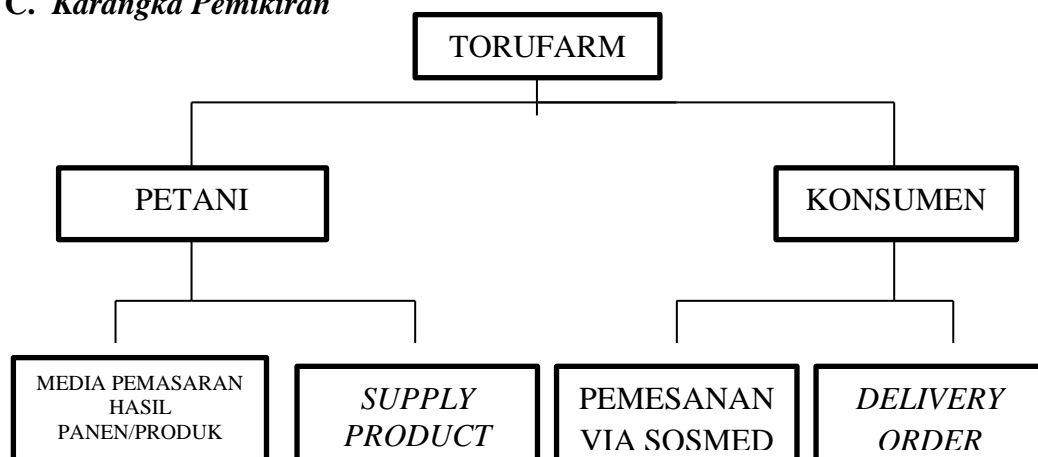 C. Karangka Pemikiran
TORUFARM
PETANI
KONSUMEN
MEDIA PEMASARAN
HASIL
PANEN/PRODUK
SUPPLY
PRODUCT
PEMESANAN
VIA SOSMED
DELIVERY
ORDER